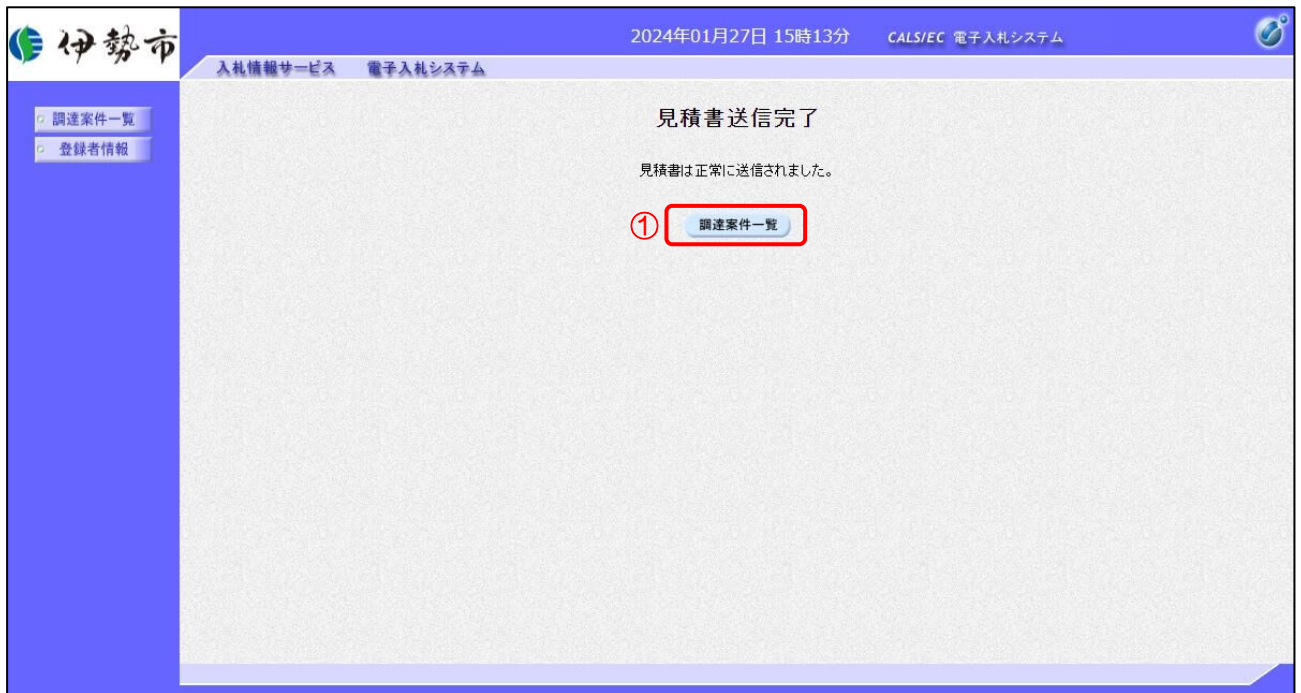 伊勢市
2024年01月27日 15時13分 CALS/EC 電子入札システム
入札情報サービス 電子入札システム
調達案件一覧
登録者情報
見積書送信完了
見積書は正常に送信されました。
① 調達案件一覧